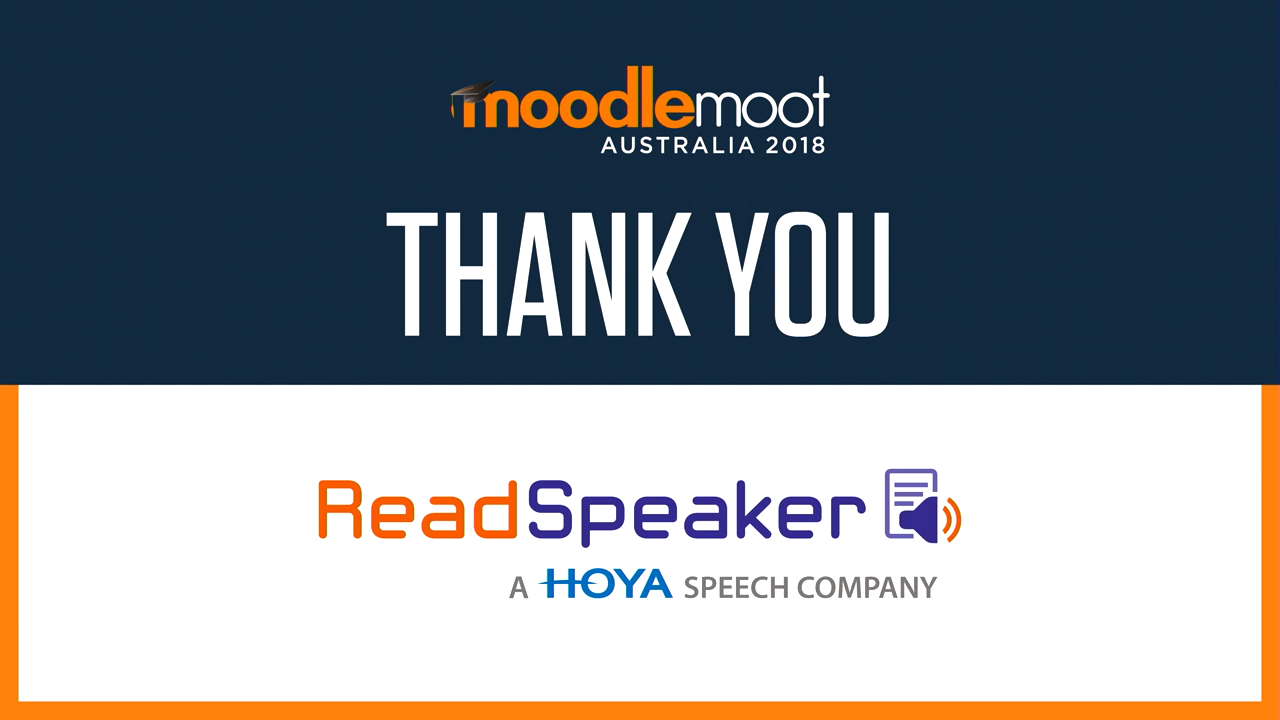 moodlemoot
AUSTRALIA 2018
THANK YOU
ReadSpeaker
A HOYA SPEECH COMPANY